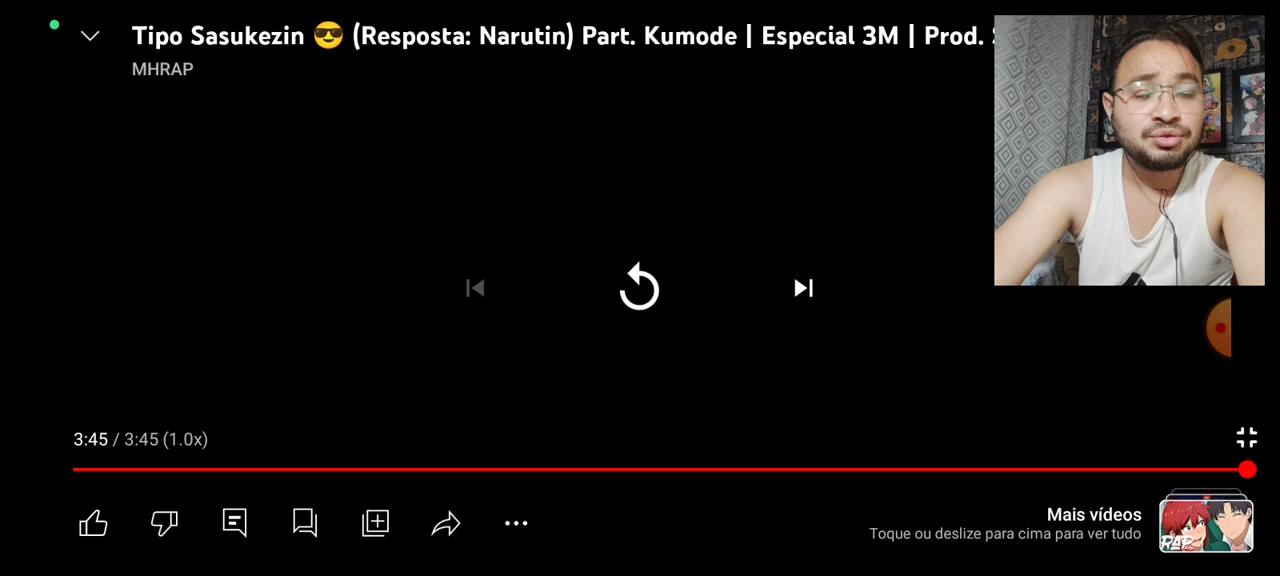 Tipo Sasukezin 😎 (Resposta: Narutin) Part. Kumode | Especial 3M | Prod.
MHRAP
3:45 / 3:45 (1.0x)
Mais vídeos
Toque ou deslize para cima para ver tudo
RAP